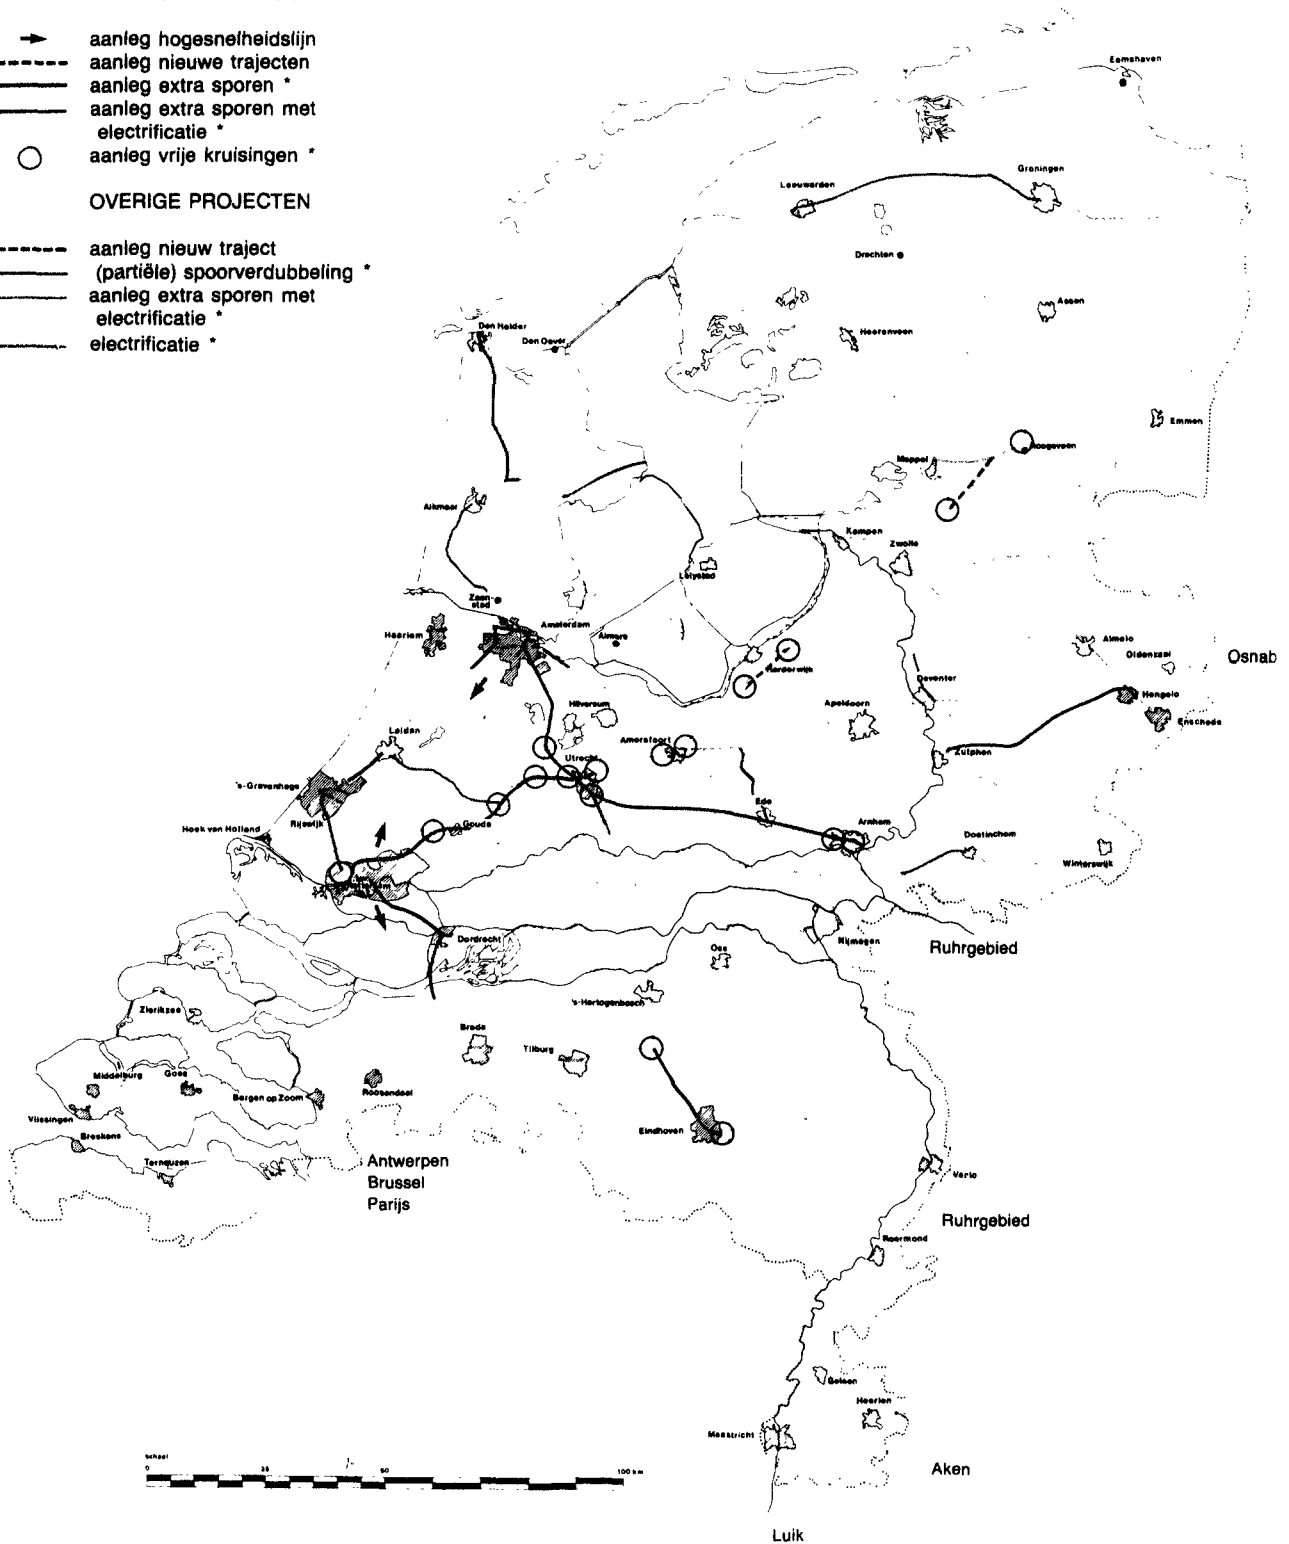 aanleg hogesnelheidslijn
aanleg nieuwe trajecten
aanleg extra sporen *
aanleg extra sporen met
electrificatie *
aanleg vrije kruisingen *
OVERIGE PROJECTEN
aanleg nieuw traject
(partiële) spoorverdubbeling *
aanleg extra sporen met
electrificatie *
electrificatie *
Eemshaven
Groningen
Leeuwarden
Drachten
Assen
Den Helder
Den Oever
Heerenveen
Emmen
Hoogeveen
Meppel
Alkmaar
Kampen
Zwolle
Lelystad
Zaan-
stad
Haarlem
Amsterdam
Almere
Almelo
Oldenzaal
Osnab
Harderwijk
Deventer
Hengelo
Enschede
Apeldoorn
Hilversum
Leiden
Amersfoort
Zutphen
Utrecht
's-Gravenhage
Ede
Rijswijk
Gouda
Arnhem
Hoek van Holland
Doetinchem
Winterswijk
Dordrecht
Nijmegen
Ruhrgebied
Oss
's-Hertogenbosch
Zierikzee
Breda
Tilburg
Middelburg
Goes
Bergen op Zoom
Roosendaal
Vlissingen
Eindhoven
Breskens
Terneuzen
Antwerpen
Brussel
Parijs
Venlo
Ruhrgebied
Roermond
Geleen
Heerlen
Maastricht
schaal
0 25 50 100 km
Aken
Luik